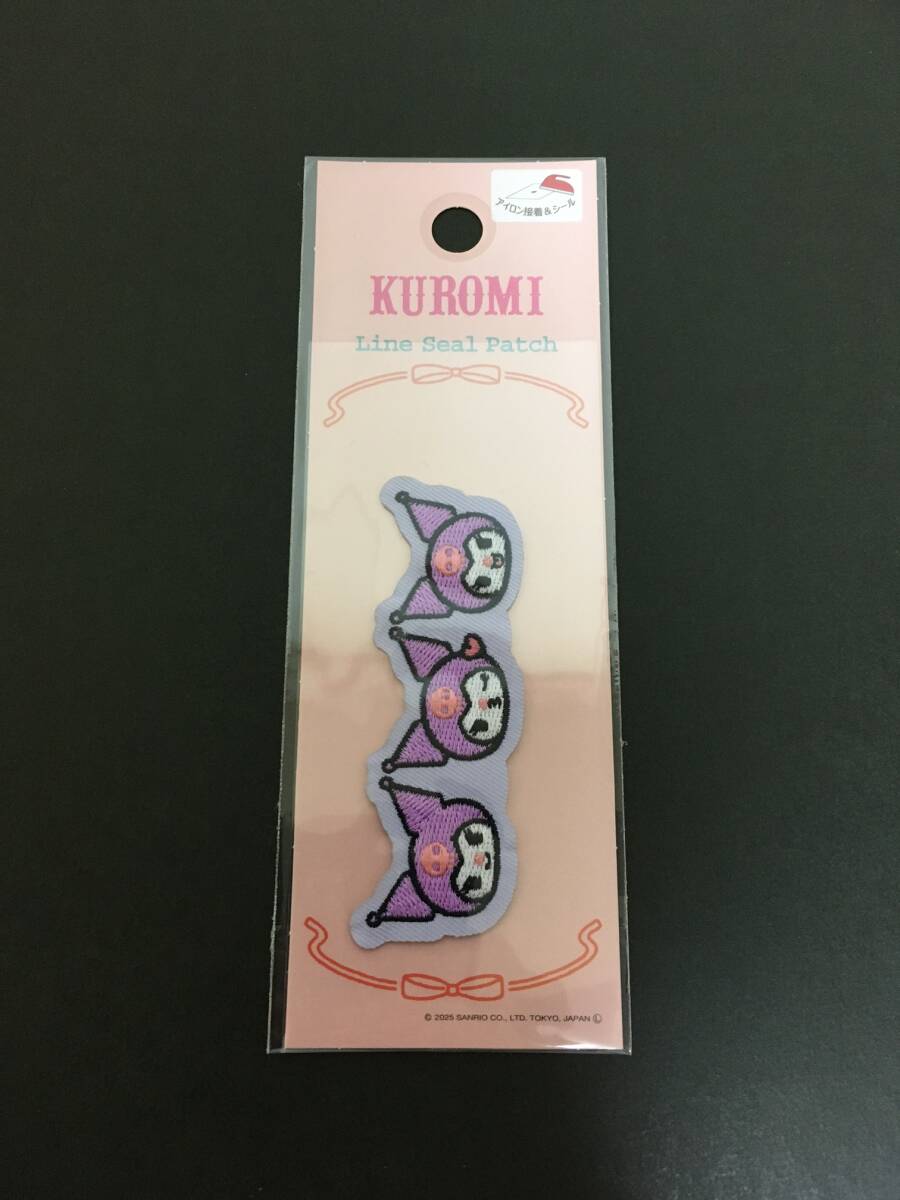 アイロン接着&シール
KUROMI
Line Seal Patch
© 2025 SANRIO CO., LTD. TOKYO, JAPAN Ⓛ